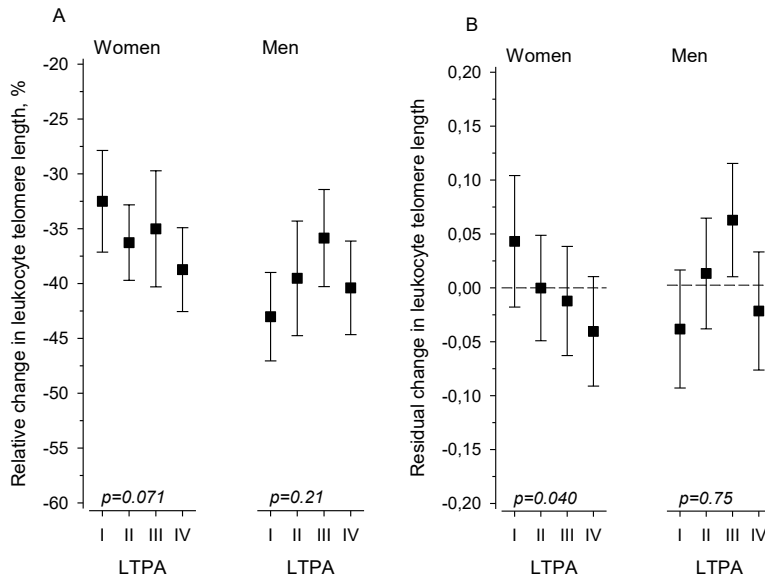 A
Women Men
Relative change in leukocyte telomere length, %
-20
-25
-30
-35
-40
-45
-50
-55
-60
p=0.071 p=0.21
I II III IV I II III IV
LTPA LTPA
B
Women Men
Residual change in leukocyte telomere length
0,20
0,15
0,10
0,05
0,00
-0,05
-0,10
-0,15
-0,20
p=0.040 p=0.75
I II III IV I II III IV
LTPA LTPA